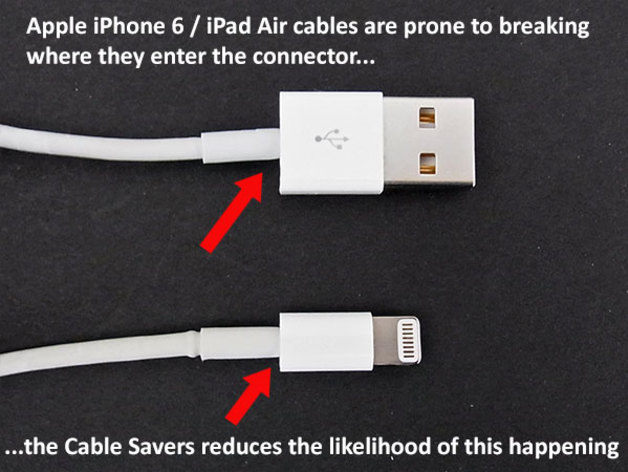 Apple iPhone 6 / iPad Air cables are prone to breaking
where they enter the connector...
...the Cable Savers reduces the likelihood of this happening